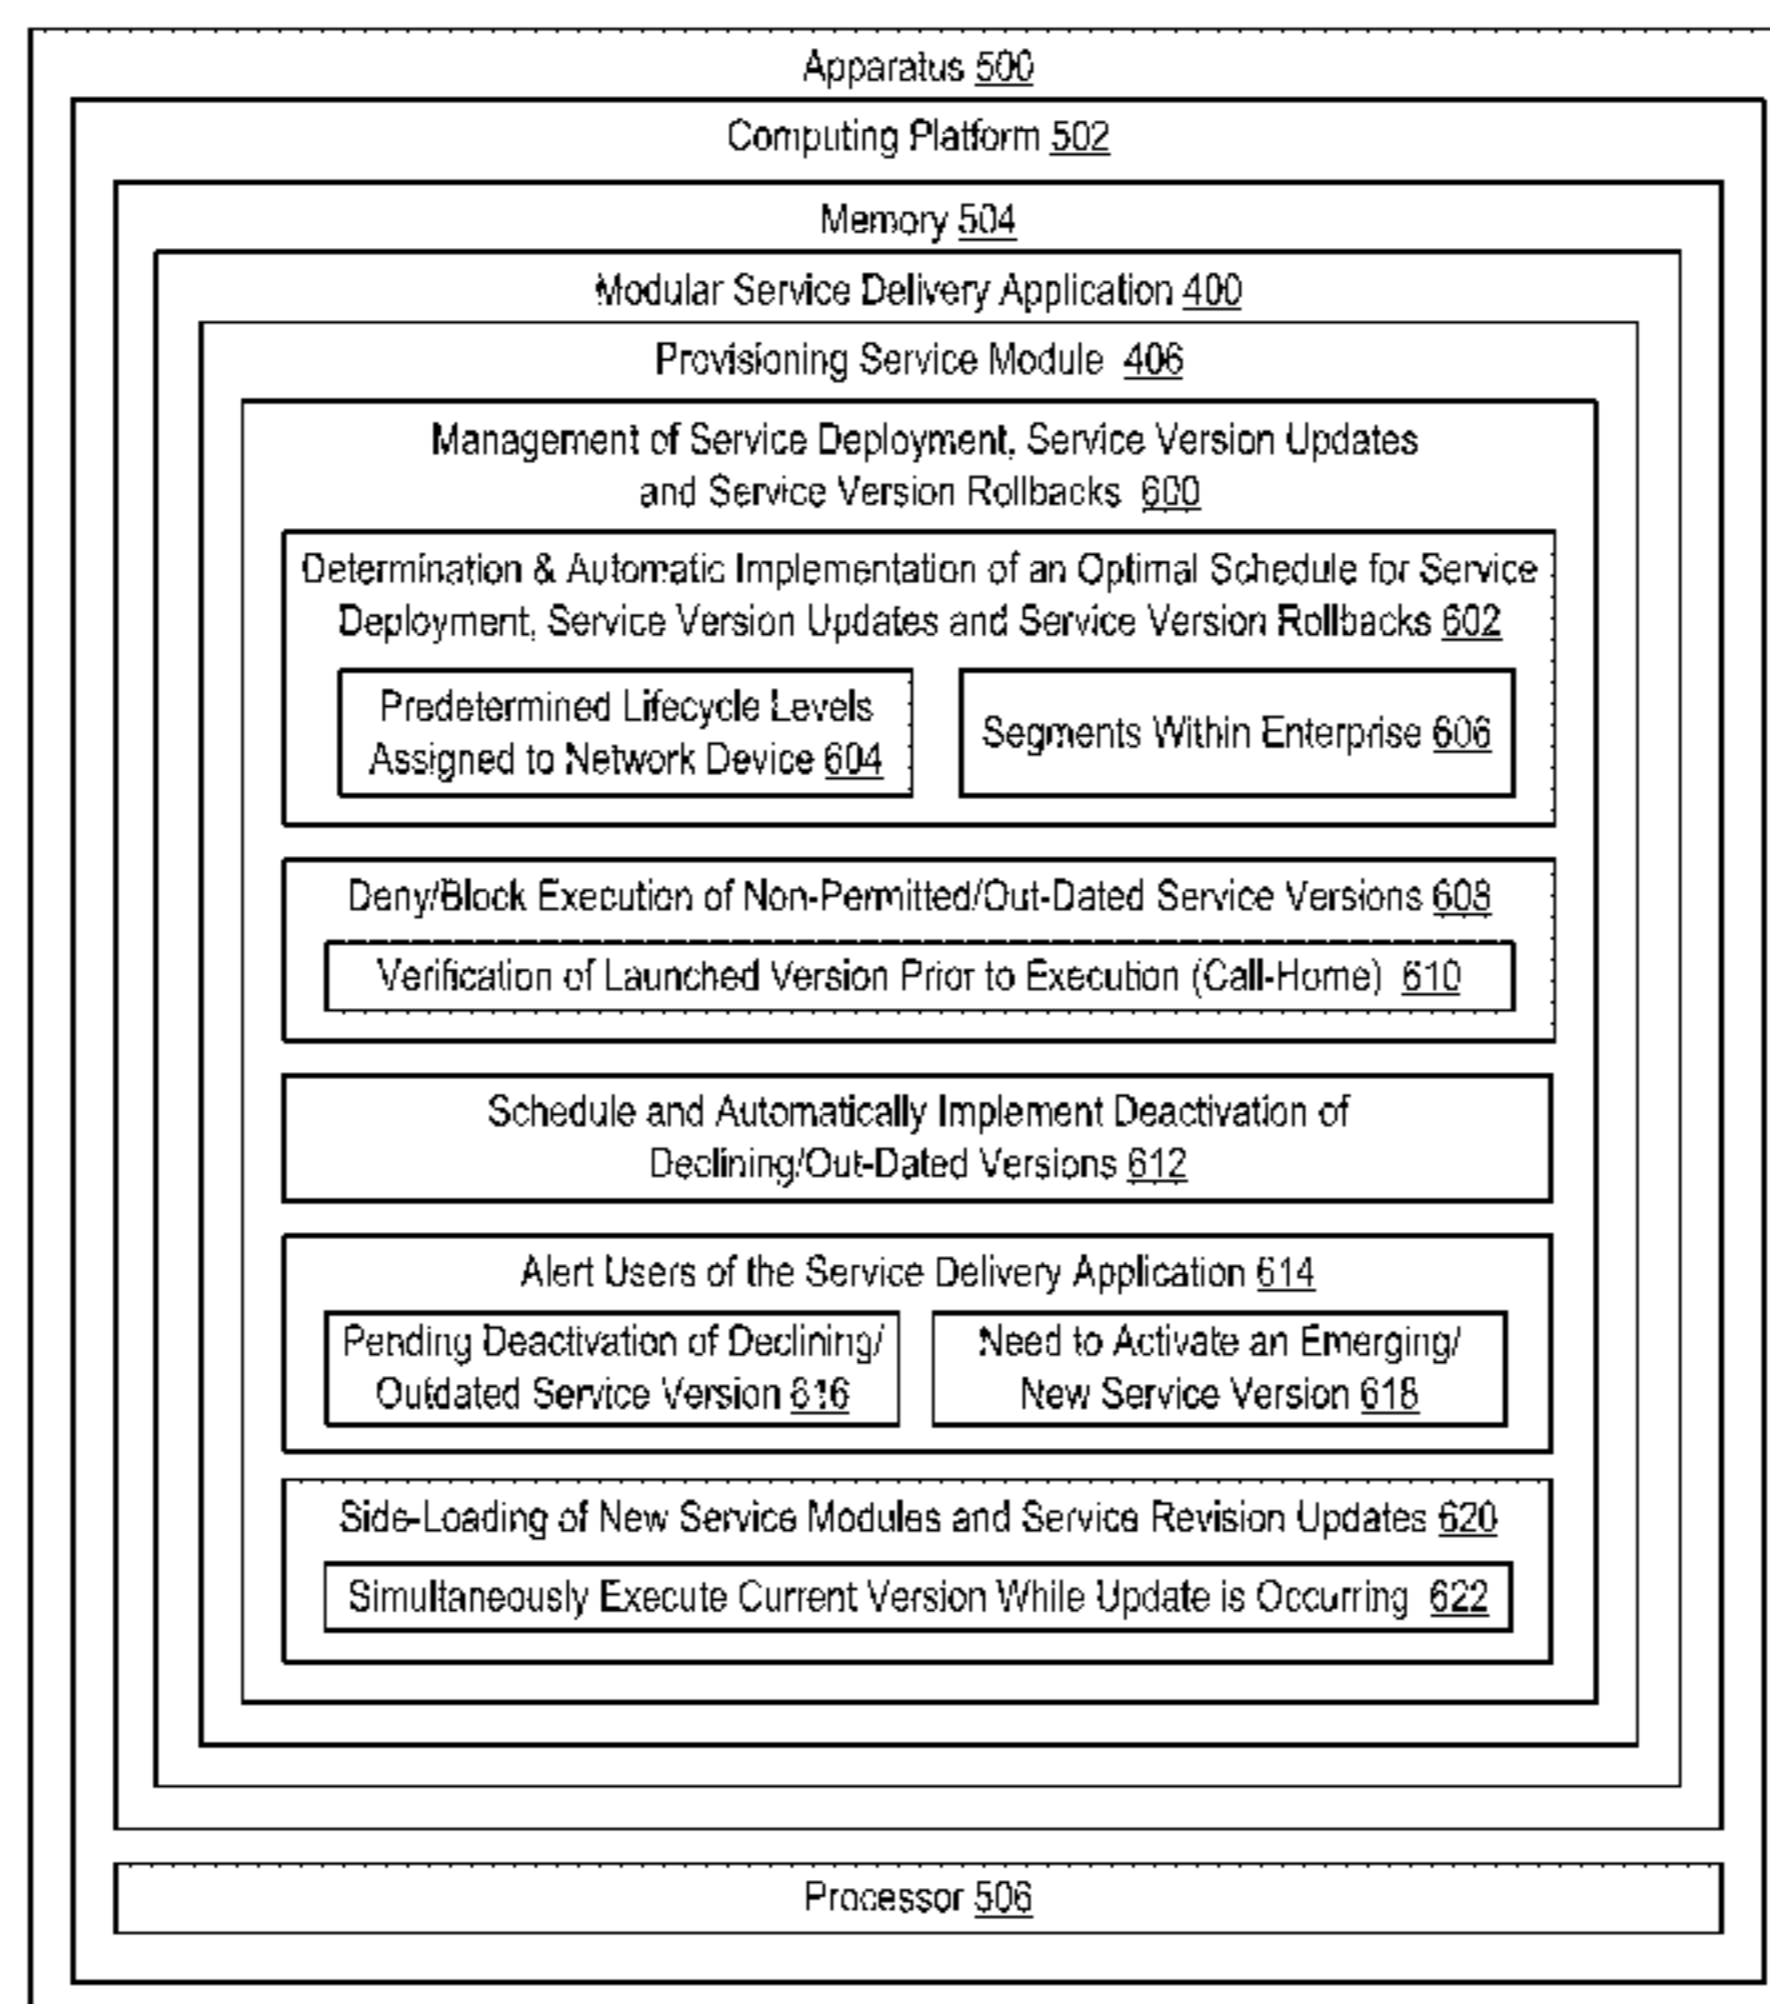 Apparatus 500
Computing Platform 502
Memory 504
Modular Service Delivery Application 400
Provisioning Service Module 406
Management of Service Deployment, Service Version Updates
and Service Version Rollbacks 600
Determination & Automatic Implementation of an Optimal Schedule for Service
Deployment, Service Version Updates and Service Version Rollbacks 602
Predetermined Lifecycle Levels
Assigned to Network Device 604
Segments Within Enterprise 606
Deny/Block Execution of Non-Permitted/Out-Dated Service Versions 608
Verification of Launched Version Prior to Execution (Call-Home) 610
Schedule and Automatically Implement Deactivation of
Declining/Out-Dated Versions 612
Alert Users of the Service Delivery Application 614
Pending Deactivation of Declining/
Outdated Service Version 616
Need to Activate an Emerging/
New Service Version 618
Side-Loading of New Service Modules and Service Revision Updates 620
Simultaneously Execute Current Version While Update is Occurring 622
Processor 506